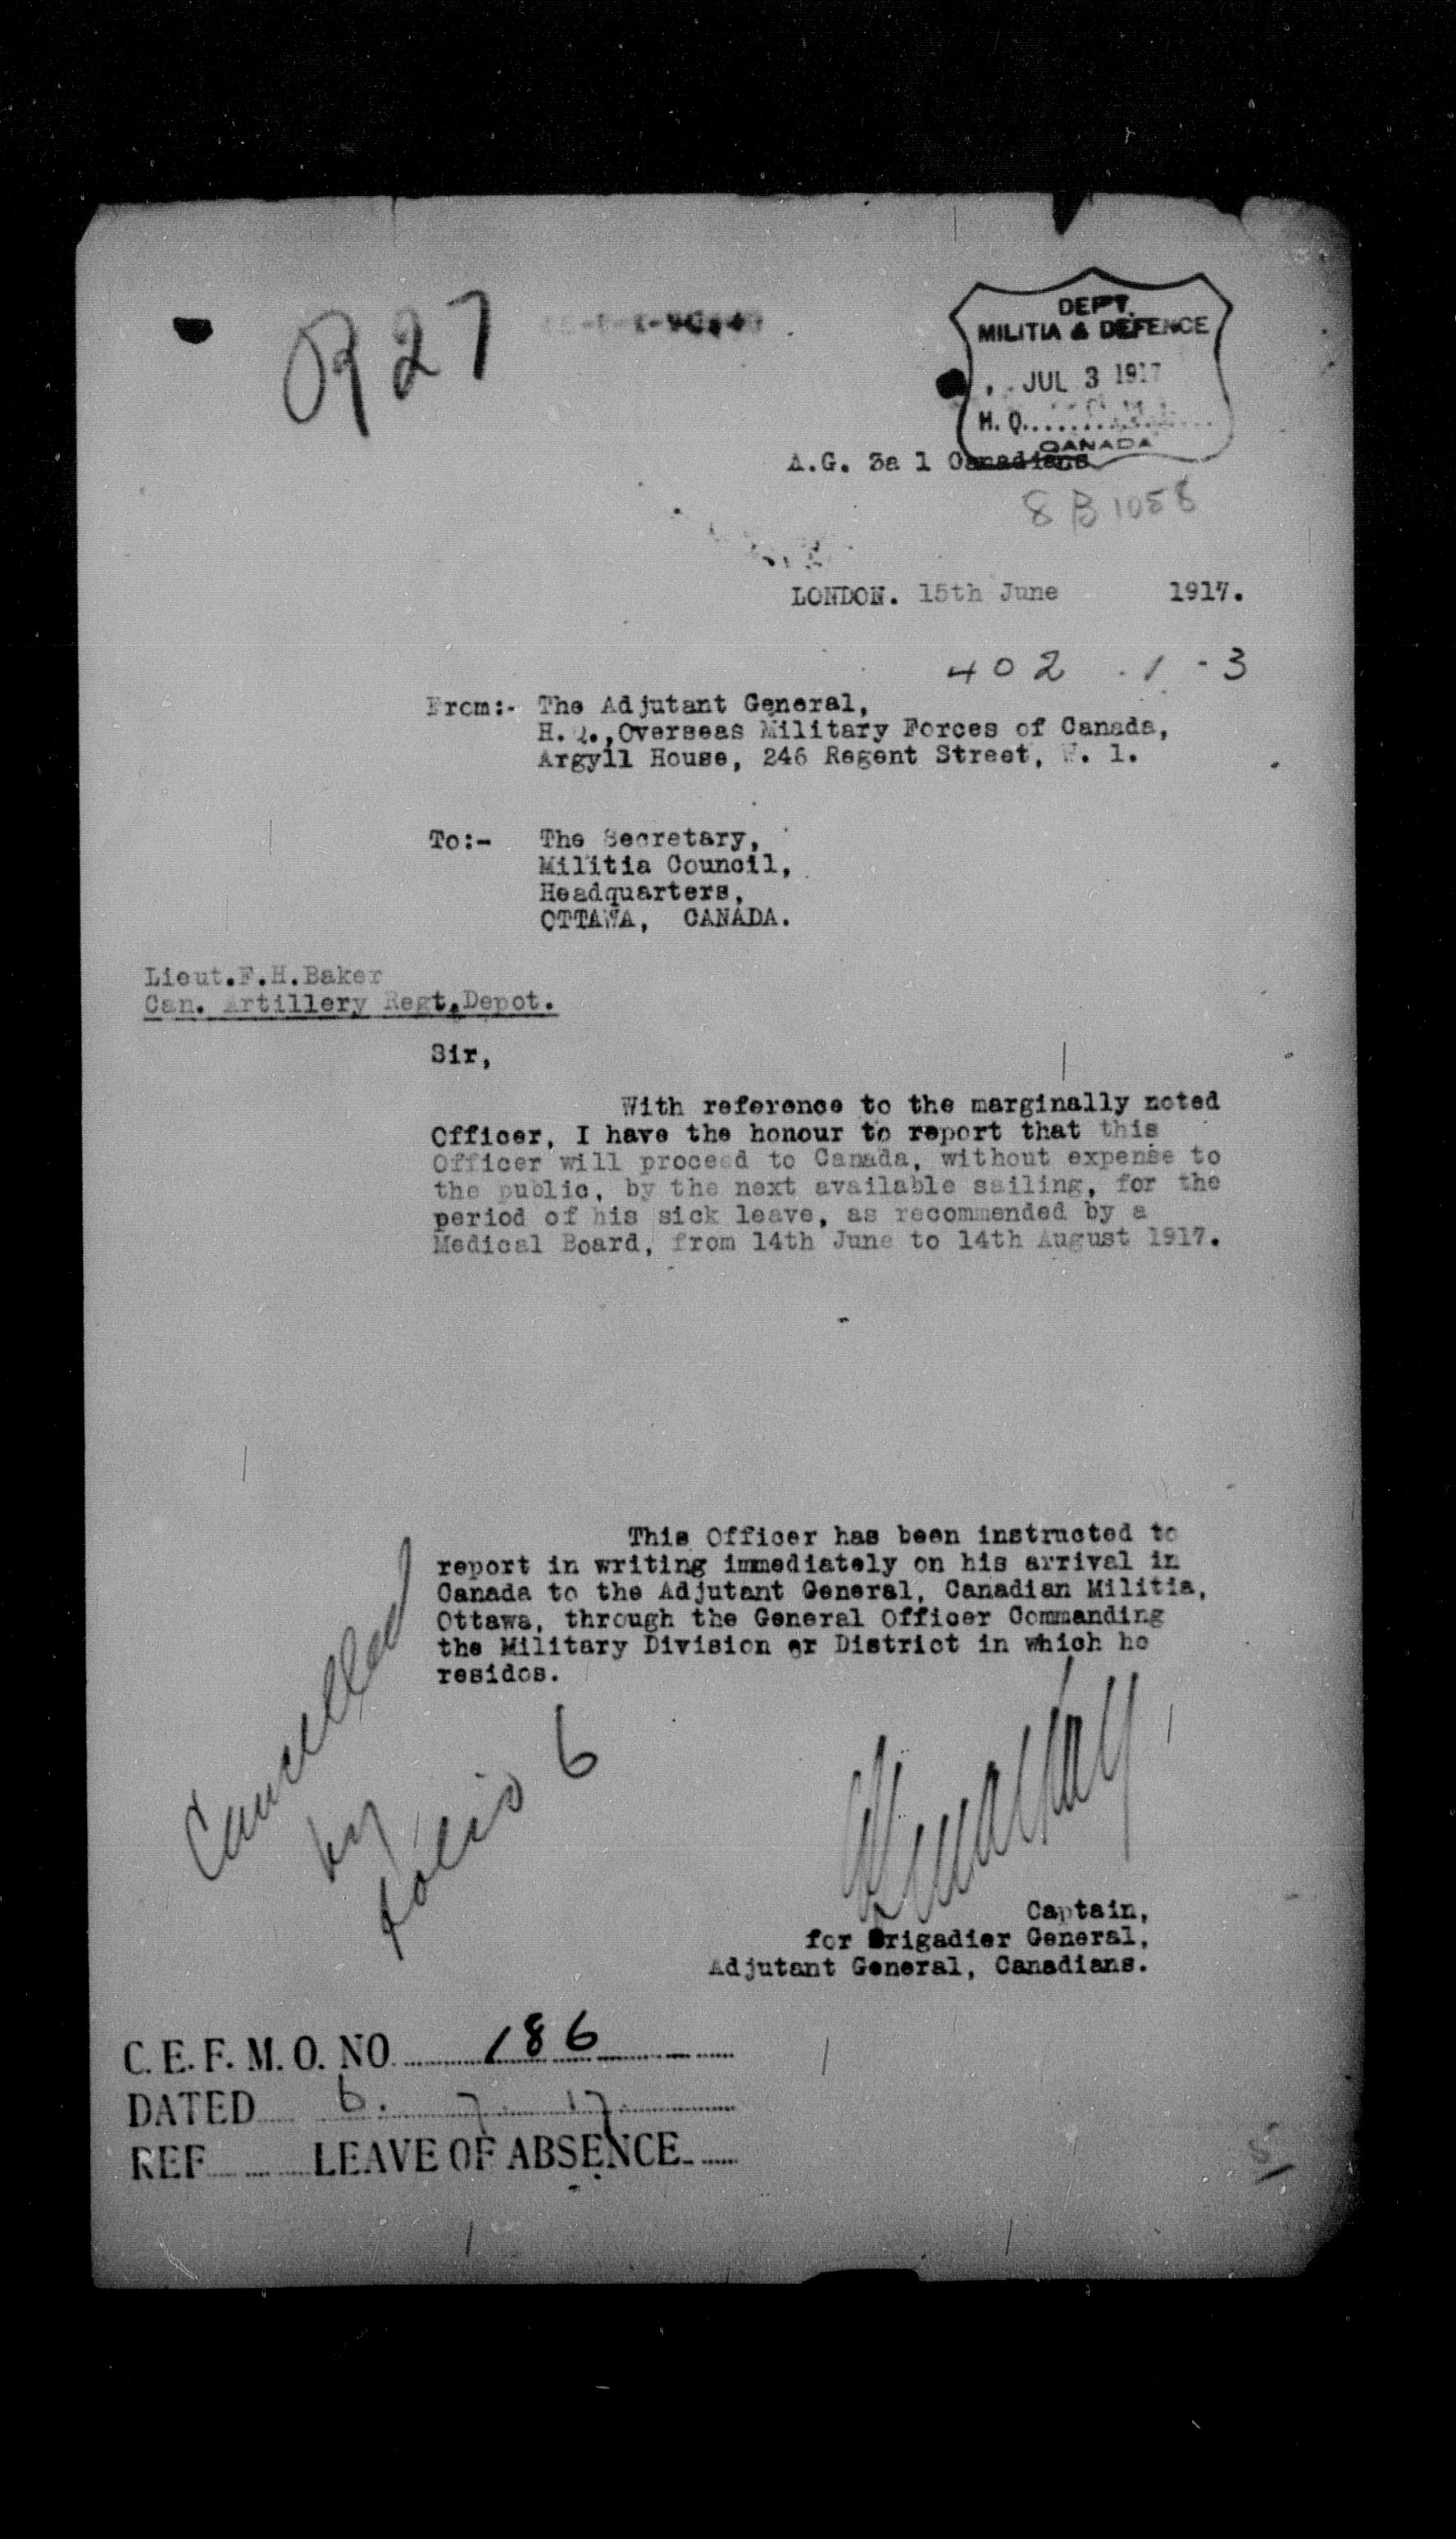 R27
DEPT.
MILITIA & DEFENCE
JUL 3 1917
H. Q.
CANADA
A.G. 3a 1 Canadians
8 B 1058
LONDON. 15th June 1917.
402 . 1 - 3
From:- The Adjutant General,
H.Q., Overseas Military Forces of Canada,
Argyll House, 246 Regent Street, W. 1.
To:- The Secretary,
Militia Council,
Headquarters,
OTTAWA, CANADA.
Lieut.F.H.Baker
Can. Artillery Regt.Depot.
Sir,
With reference to the marginally noted
Officer, I have the honour to report that this
Officer will proceed to Canada, without expense to
the public, by the next available sailing, for the
period of his sick leave, as recommended by a
Medical Board, from 14th June to 14th August 1917.
This Officer has been instructed to
report in writing immediately on his arrival in
Canada to the Adjutant General, Canadian Militia,
Ottawa, through the General Officer Commanding
the Military Division or District in which he
resides.
Cancelled
by
folio 6
Captain,
for Brigadier General,
Adjutant General, Canadians.
C. E. F. M. O. NO. 186
DATED 6. 7. 17.
REF LEAVE OF ABSENCE
5